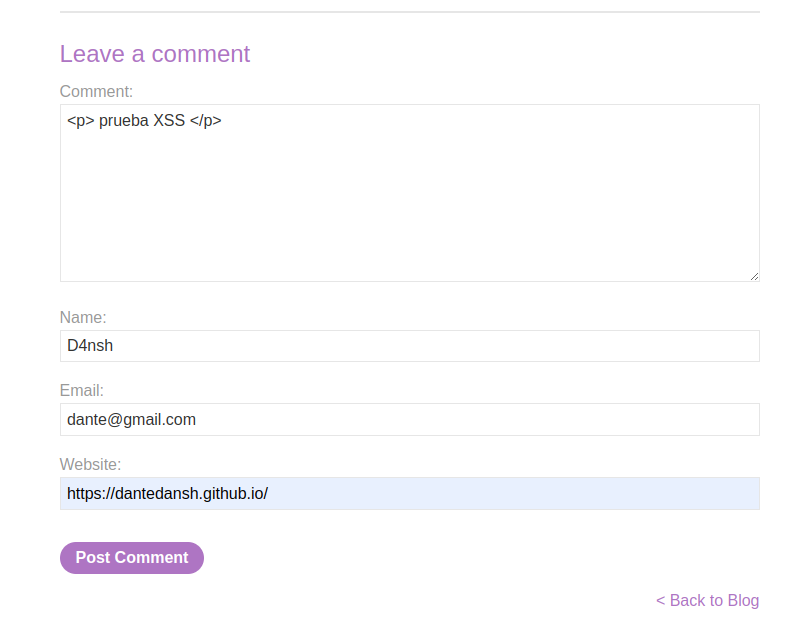 Leave a comment
Comment:
<p> prueba XSS </p>
Name:
D4nsh
Email:
dante@gmail.com
Website:
https://dantedansh.github.io/
Post Comment
< Back to Blog